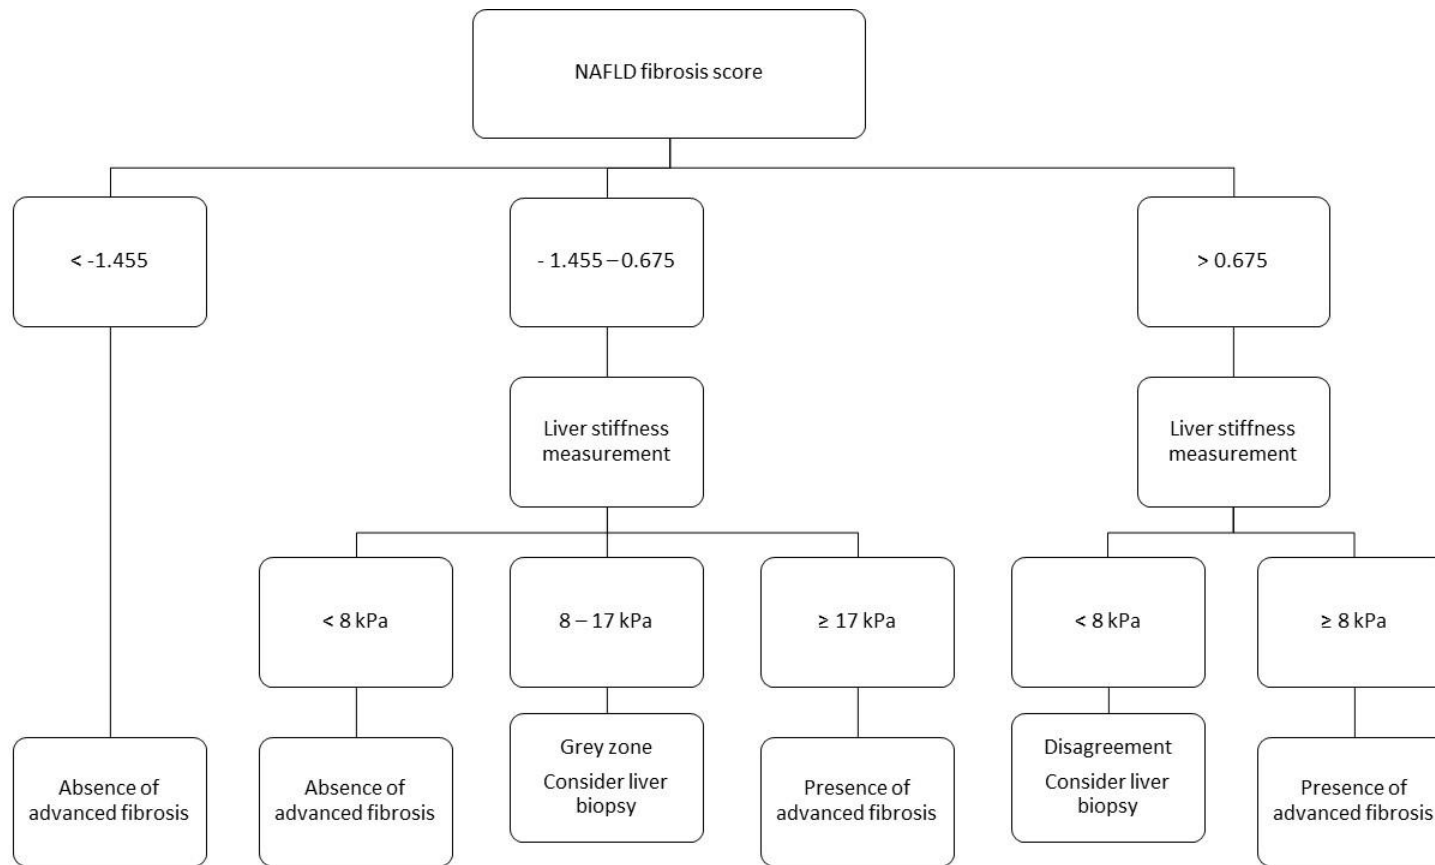 NAFLD fibrosis score
< -1.455
- 1.455 – 0.675
> 0.675
Liver stiffness
measurement
Liver stiffness
measurement
< 8 kPa
8 – 17 kPa
≥ 17 kPa
< 8 kPa
≥ 8 kPa
Absence of
advanced fibrosis
Absence of
advanced fibrosis
Grey zone
Consider liver
biopsy
Presence of
advanced fibrosis
Disagreement
Consider liver
biopsy
Presence of
advanced fibrosis